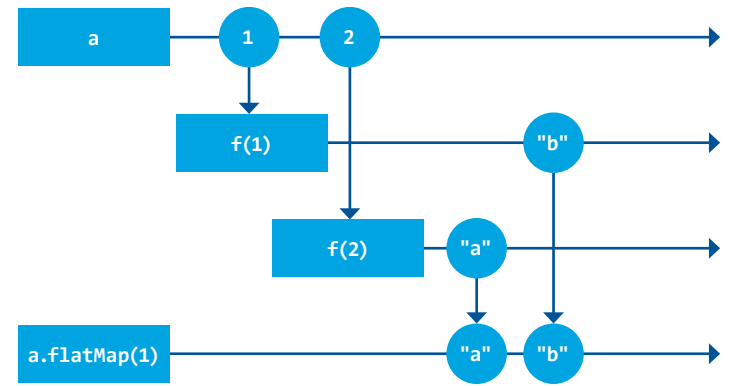 a 1 2
f(1) "b"
f(2) "a"
a.flatMap(1) "a" "b"